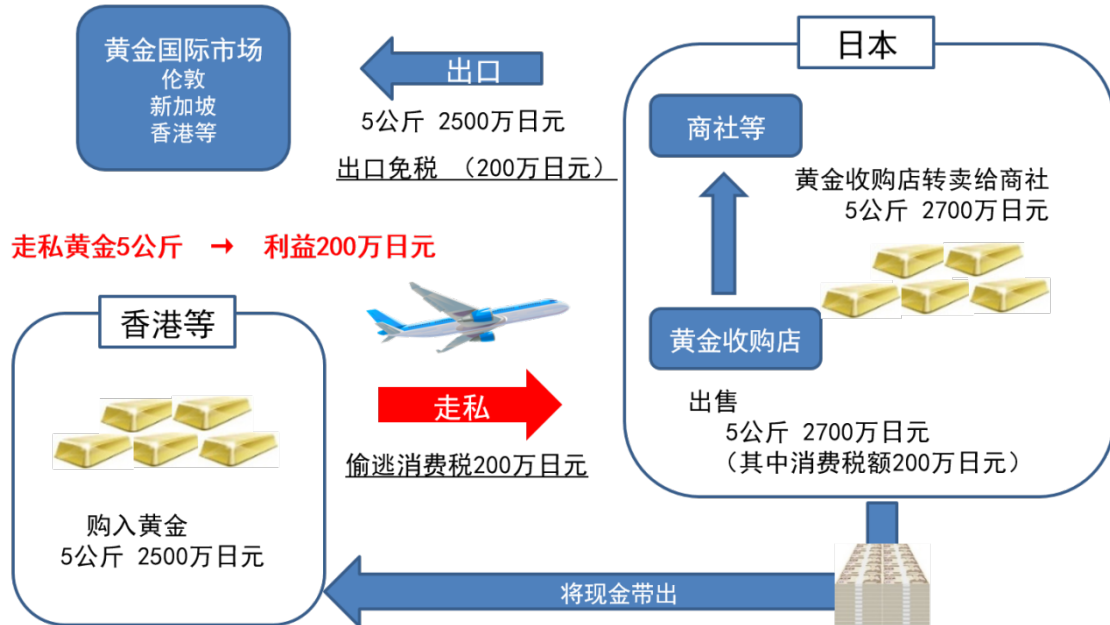 黄金国际市场
伦敦
新加坡
香港等
出口
5公斤 2500万日元
出口免税 （200万日元）
日本
商社等
黄金收购店转卖给商社
5公斤 2700万日元
黄金收购店
出售
5公斤 2700万日元
（其中消费税额200万日元）
走私黄金5公斤 → 利益200万日元
香港等
走私
偷逃消费税200万日元
购入黄金
5公斤 2500万日元
将现金带出